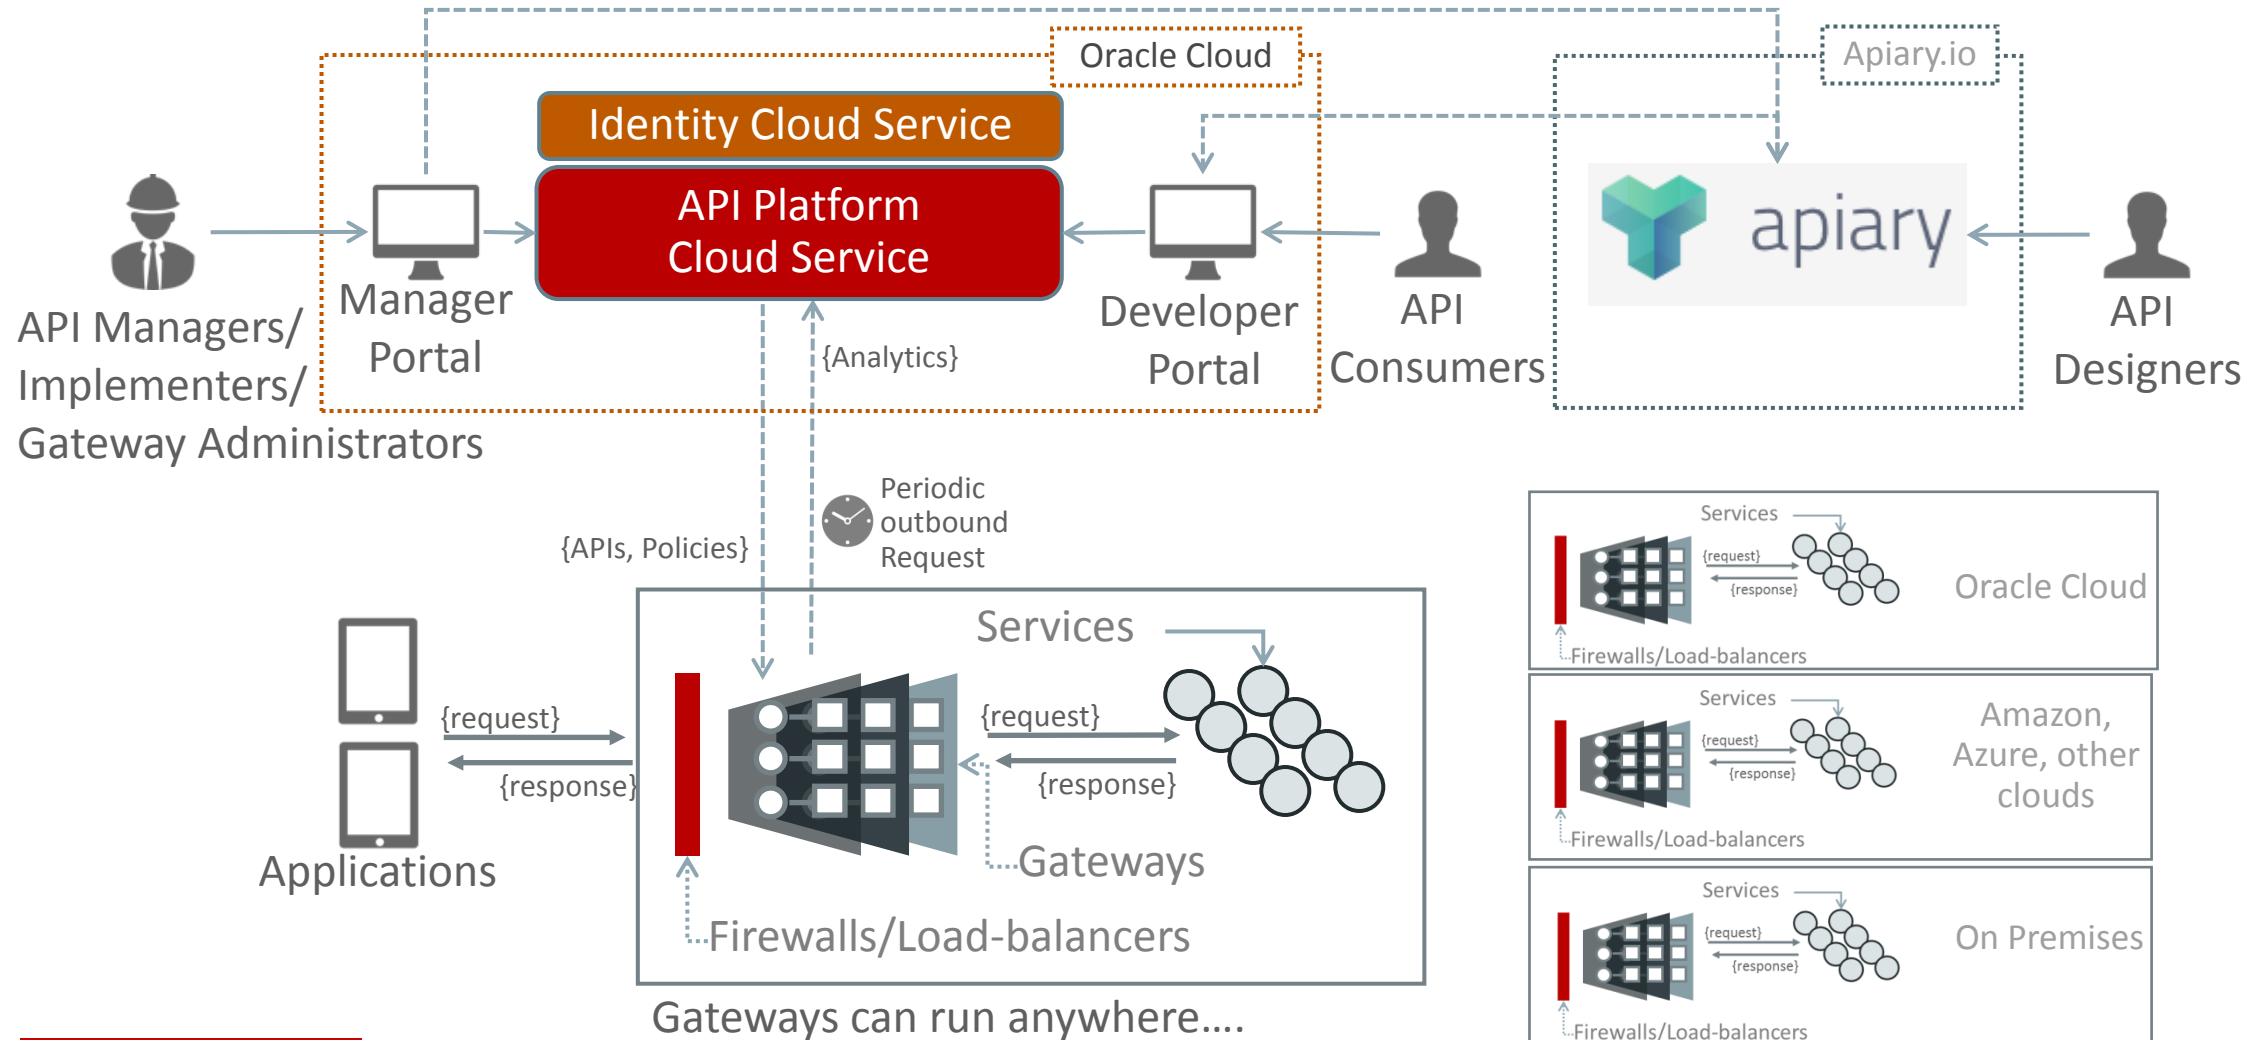 Oracle Cloud
Apiary.io
Identity Cloud Service
API Platform
Cloud Service
apiary
Manager
Portal
Developer
Portal
API
Consumers
API
Designers
API Managers/
Implementers/
Gateway Administrators
{Analytics}
Periodic
outbound
Request
{APIs, Policies}
Services
{request}
{response}
{request}
{response}
Applications
Gateways
Firewalls/Load-balancers
Gateways can run anywhere....
Services
{request}
{response}
Oracle Cloud
Firewalls/Load-balancers
Services
{request}
{response}
Amazon,
Azure, other
clouds
Firewalls/Load-balancers
Services
{request}
{response}
On Premises
Firewalls/Load-balancers